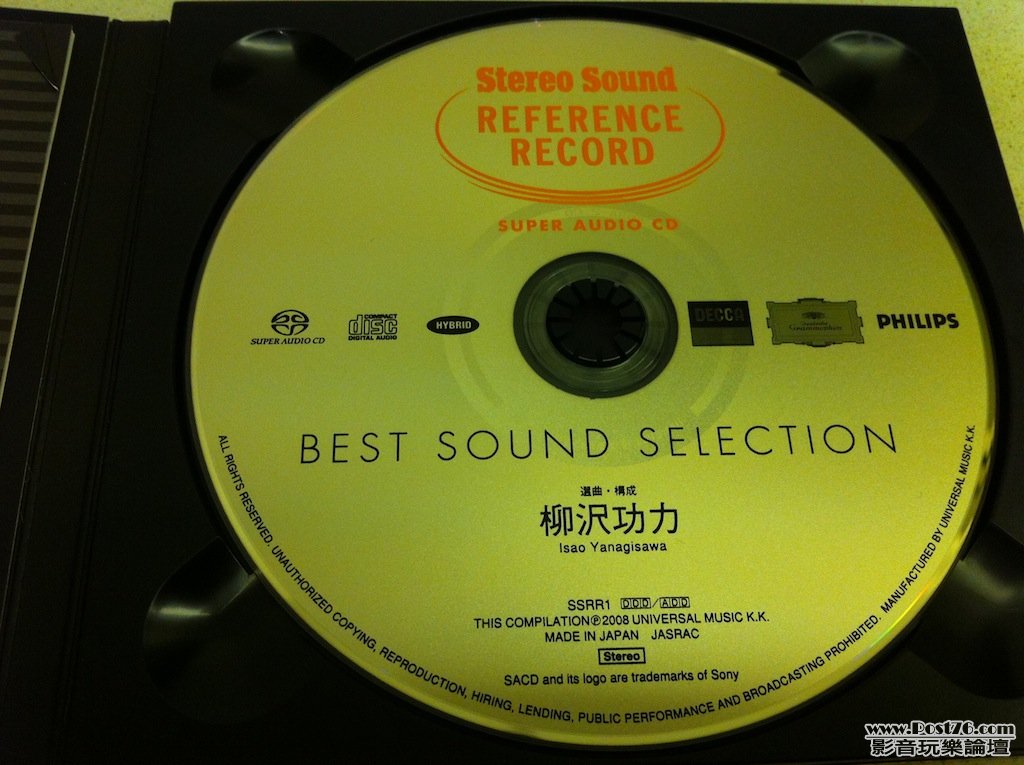 Stereo Sound
REFERENCE
RECORD
SUPER AUDIO CD
SUPER AUDIO CD
COMPACT
disc
DIGITAL AUDIO
HYBRID
DECCA
Deutsche
Grammophon
PHILIPS
BEST SOUND SELECTION
選曲・構成
柳沢功力
Isao Yanagisawa
SSRR1 DDD/ADD
THIS COMPILATION℗2008 UNIVERSAL MUSIC K.K.
MADE IN JAPAN JASRAC
Stereo
SACD and its logo are trademarks of Sony
ALL RIGHTS RESERVED. UNAUTHORIZED COPYING, REPRODUCTION, HIRING, LENDING, PUBLIC PERFORMANCE AND BROADCASTING PROHIBITED. MANUFACTURED BY UNIVERSAL MUSIC K.K.
www.Post76.com
影音玩樂論壇